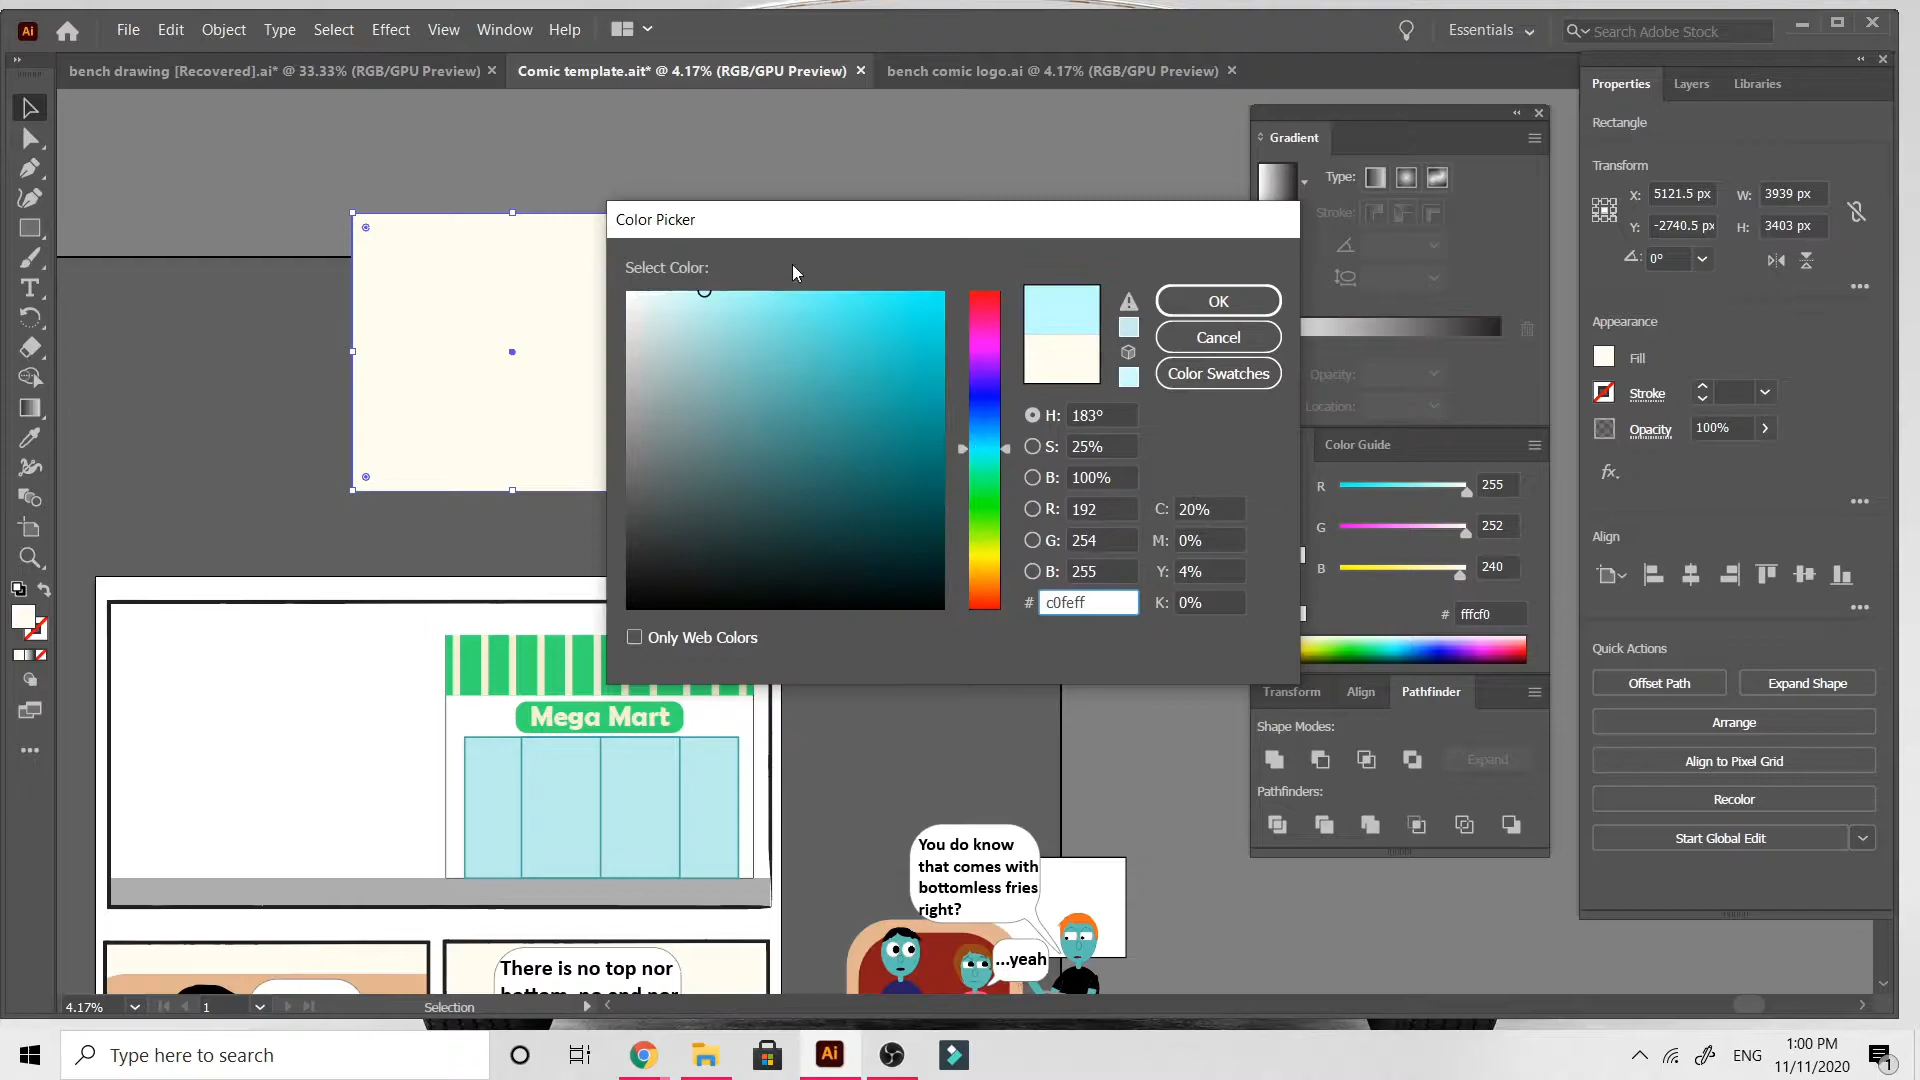 Ai
File Edit Object Type Select Effect View Window Help
Essentials
Search Adobe Stock
bench drawing [Recovered].ai* @ 33.33% (RGB/GPU Preview)
Comic template.ait* @ 4.17% (RGB/GPU Preview)
bench comic logo.ai @ 4.17% (RGB/GPU Preview)
Properties
Layers
Libraries
Rectangle
Transform
X: 5121.5 px
W: 3939 px
Y: -2740.5 px
H: 3403 px
0°
Appearance
Fill
Stroke
Opacity
100%
fx.
Align
Quick Actions
Offset Path
Expand Shape
Arrange
Align to Pixel Grid
Recolor
Start Global Edit
Gradient
Type:
Stroke:
Opacity:
Location:
Color Guide
R 255
G 252
B 240
# fffcf0
Transform
Align
Pathfinder
Shape Modes:
Expand
Pathfinders:
Color Picker
Select Color:
OK
Cancel
Color Swatches
H: 183°
S: 25%
B: 100%
R: 192
G: 254
B: 255
# c0feff
C: 20%
M: 0%
Y: 4%
K: 0%
Only Web Colors
Mega Mart
You do know
that comes with
bottomless fries
right?
...yeah
There is no top nor
bottom, no end nor
4.17%
1
Selection
Type here to search
Ai
ENG
1:00 PM
11/11/2020
1